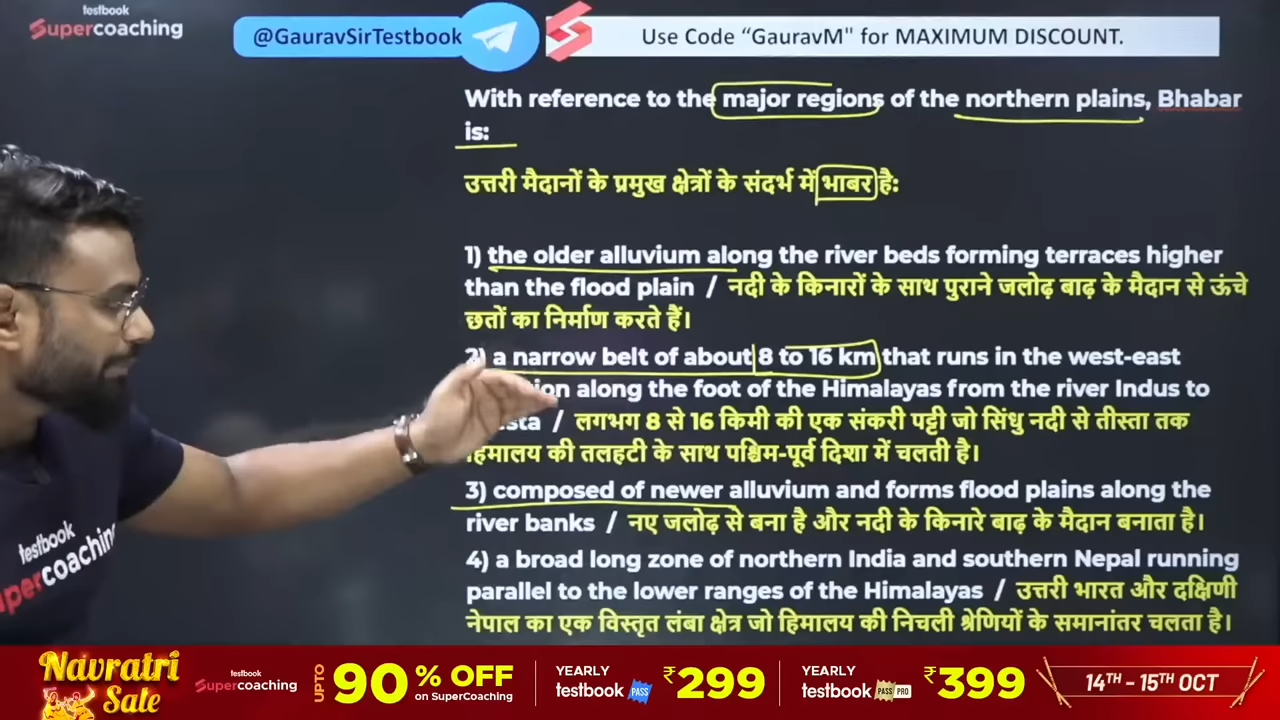 testbook
Supercoaching
@GauravSirTestbook
Use Code “GauravM" for MAXIMUM DISCOUNT.
With reference to the major regions of the northern plains, Bhabar
is:
उत्तरी मैदानों के प्रमुख क्षेत्रों के संदर्भ में भाबर है:
1) the older alluvium along the river beds forming terraces higher
than the flood plain / नदी के किनारों के साथ पुराने जलोढ़ बाढ़ के मैदान से ऊंचे
छतों का निर्माण करते हैं।
2) a narrow belt of about 8 to 16 km that runs in the west-east
along the foot of the Himalayas from the river Indus to
/ लगभग 8 से 16 किमी की एक संकरी पट्टी जो सिंधु नदी से तीस्ता तक
हिमालय की तलहटी के साथ पश्चिम-पूर्व दिशा में चलती है।
3) composed of newer alluvium and forms flood plains along the
river banks / नए जलोढ़ से बना है और नदी के किनारे बाढ़ के मैदान बनाता है।
4) a broad long zone of northern India and southern Nepal running
parallel to the lower ranges of the Himalayas / उत्तरी भारत और दक्षिणी
नेपाल का एक विस्तृत लंबा क्षेत्र जो हिमालय की निचली श्रेणियों के समानांतर चलता है।
testbook
supercoaching
Navratri
Sale
testbook
Supercoaching
UPTO
90% OFF
on SuperCoaching
YEARLY
testbook PASS
₹299
YEARLY
testbook PASS PRO
₹399
14TH - 15TH OCT